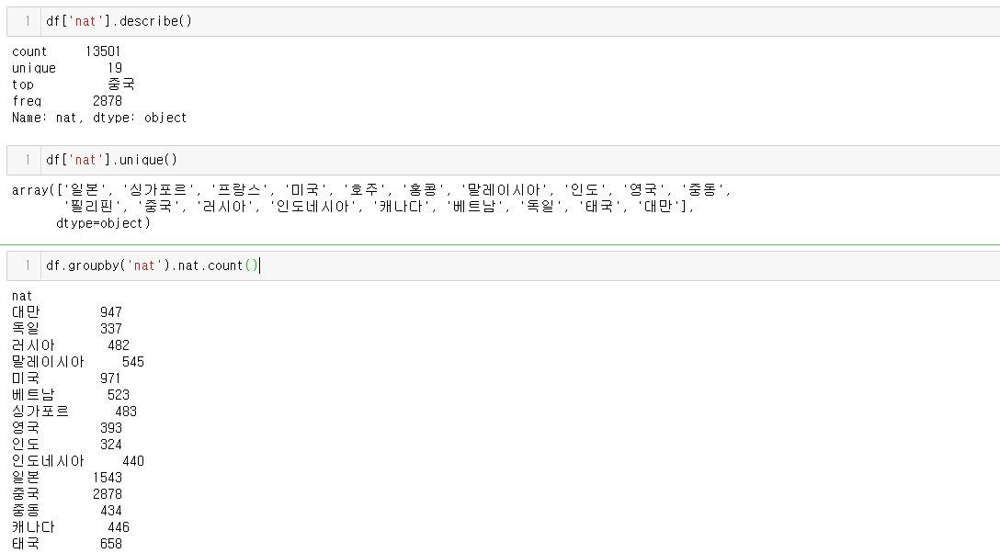 1 df['nat'].describe()
count 13501
unique 19
top 중국
freq 2878
Name: nat, dtype: object
1 df['nat'].unique()
array(['일본', '싱가포르', '프랑스', '미국', '호주', '홍콩', '말레이시아', '인도', '영국', '중동',
'필리핀', '중국', '러시아', '인도네시아', '캐나다', '베트남', '독일', '태국', '대만'],
dtype=object)
1 df.groupby('nat').nat.count()
nat
대만 947
독일 337
러시아 482
말레이시아 545
미국 971
베트남 523
싱가포르 483
영국 393
인도 324
인도네시아 440
일본 1543
중국 2878
중동 434
캐나다 446
태국 658